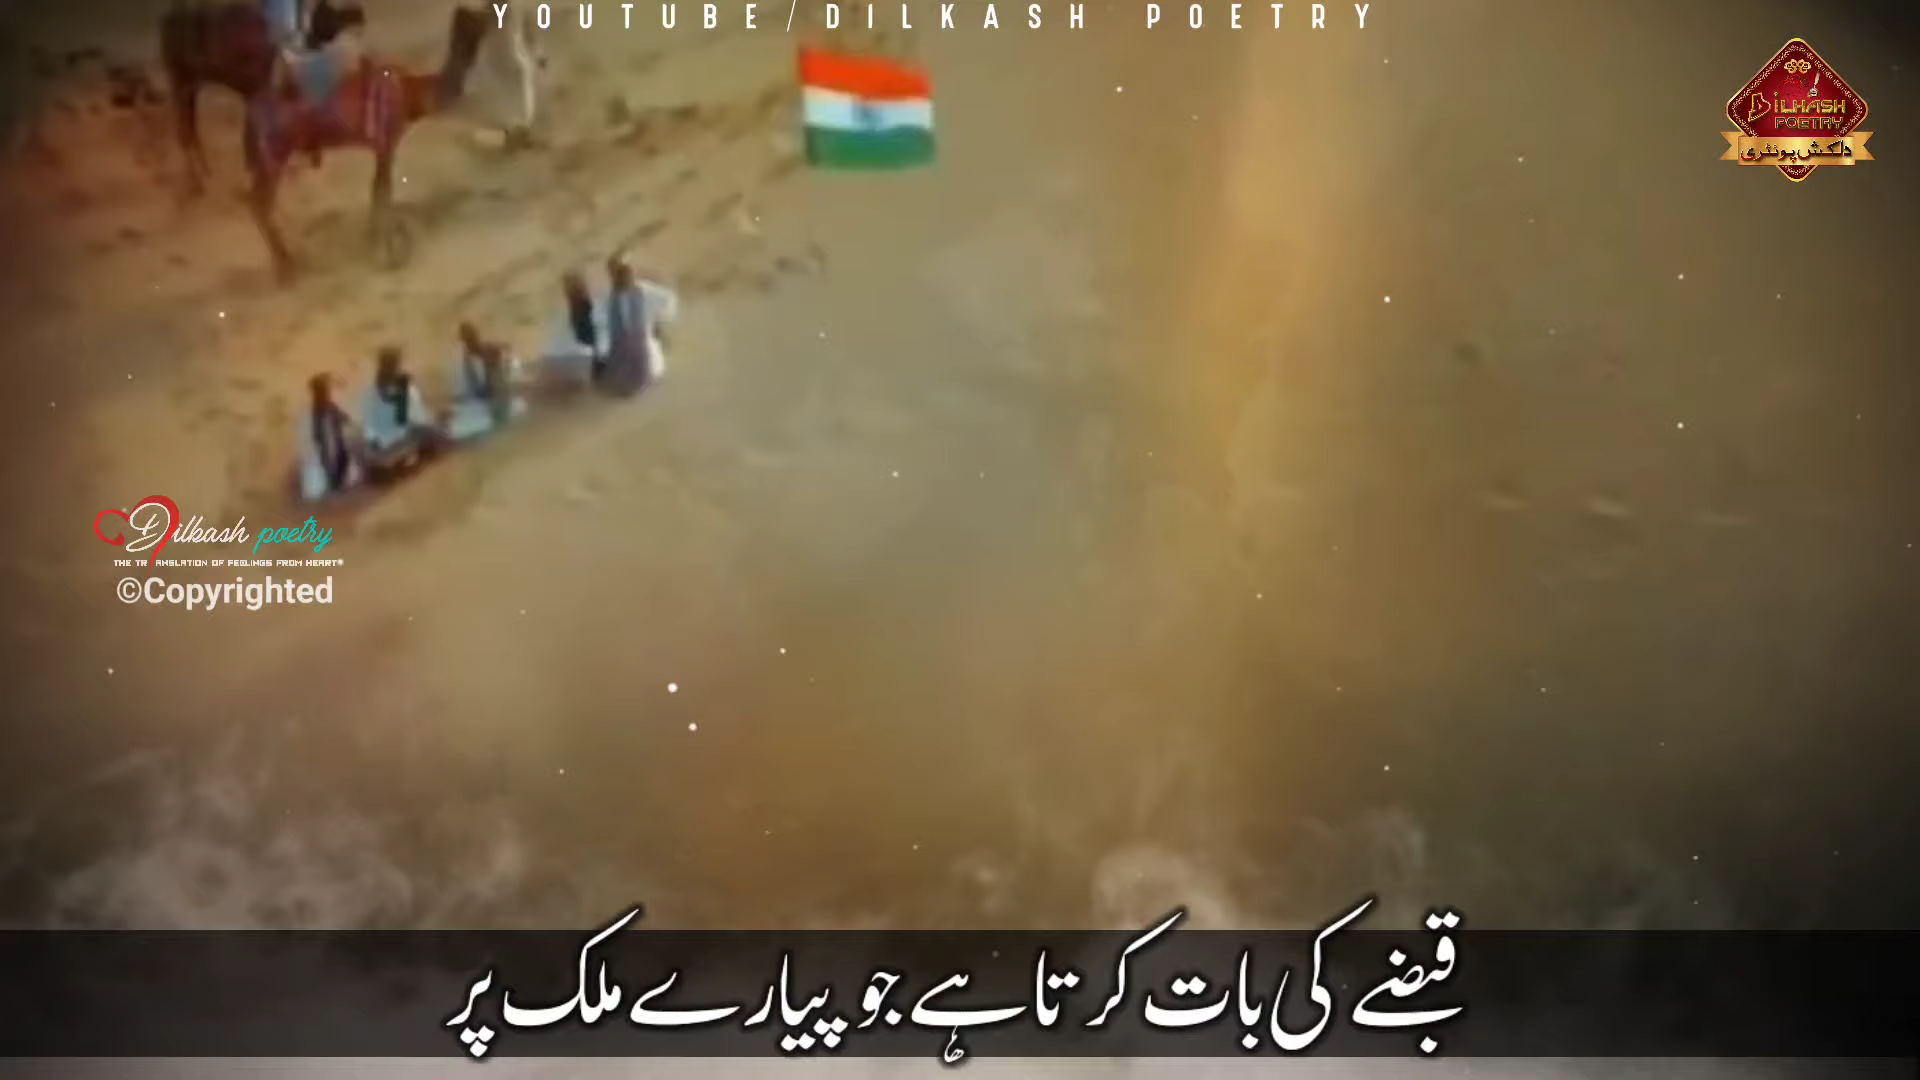 YOUTUBE/DILKASH POETRY
DILKASH
POETRY
دلکش پوئٹری
Dilkash poetry
THE TRANSLATION OF FEELINGS FROM HEART®
©Copyrighted
قبضے کی بات کرتا ہے جو پیارے ملک پر